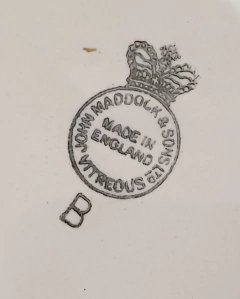 JOHN MADDOCK & SONS LTD
MADE IN
ENGLAND
VITREOUS
B